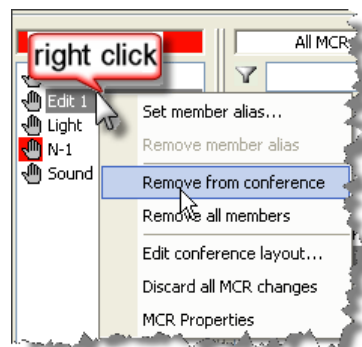 All MCR
right click
Edit 1
Light
N-1
Sound
Set member alias...
Remove member alias
Remove from conference
Remove all members
Edit conference layout...
Discard all MCR changes
MCR Properties